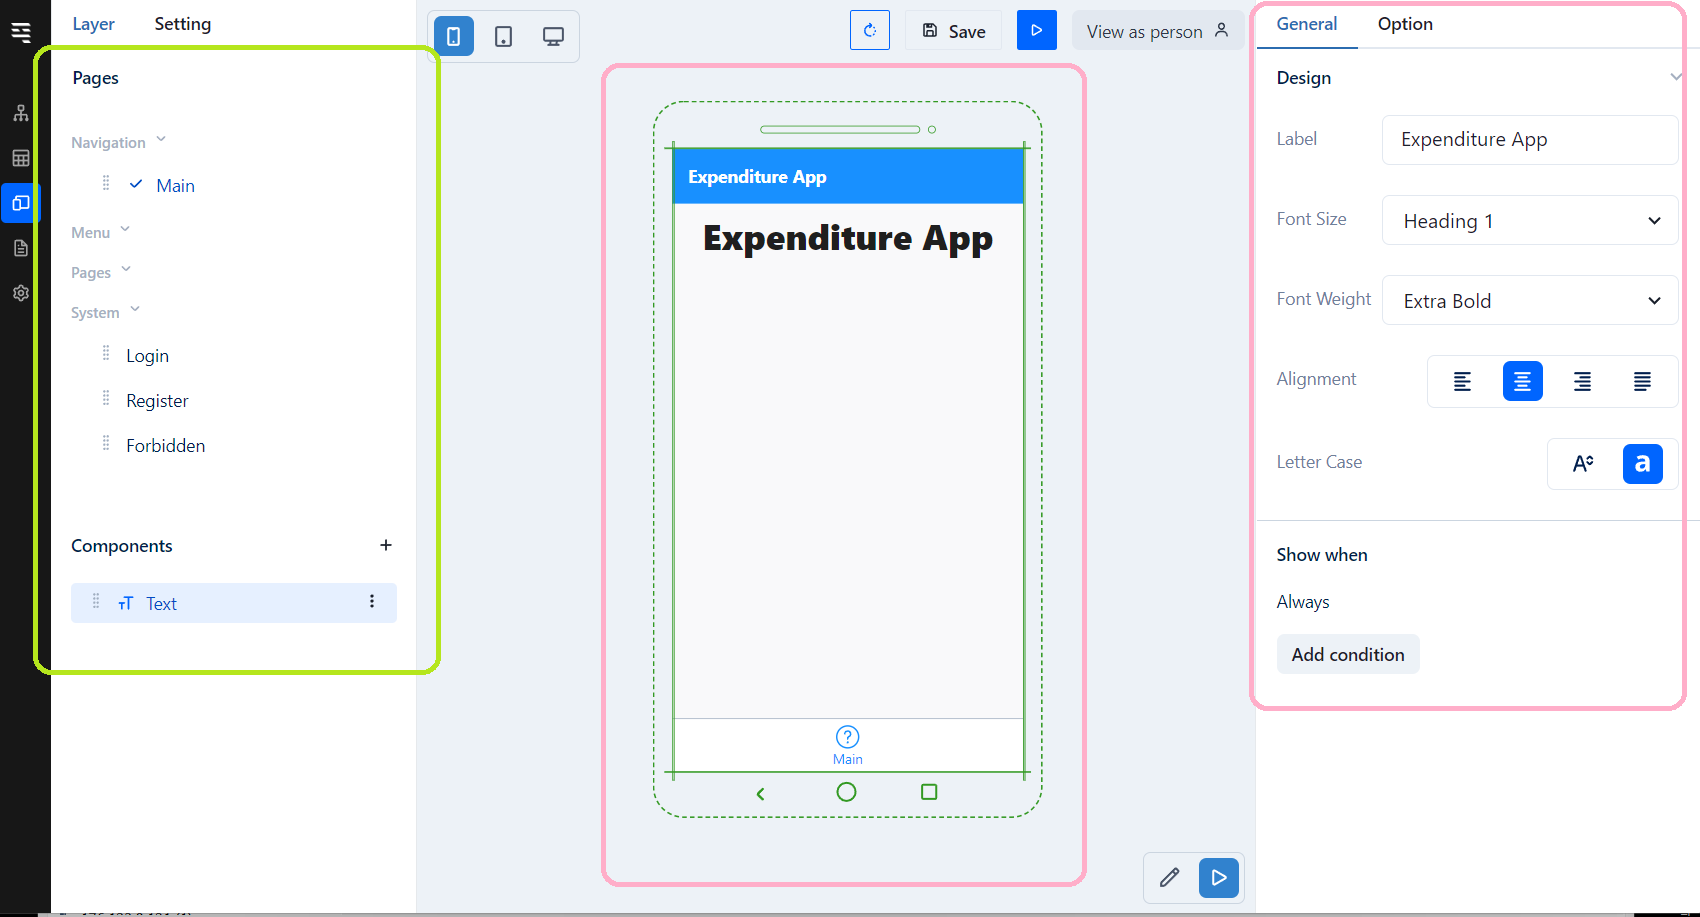 Layer Setting
Pages
Navigation
Main
Menu
Pages
System
Login
Register
Forbidden
Components
Text
Save
View as person
Expenditure App
Expenditure App
Main
General Option
Design
Label Expenditure App
Font Size Heading 1
Font Weight Extra Bold
Alignment
Letter Case
Show when
Always
Add condition